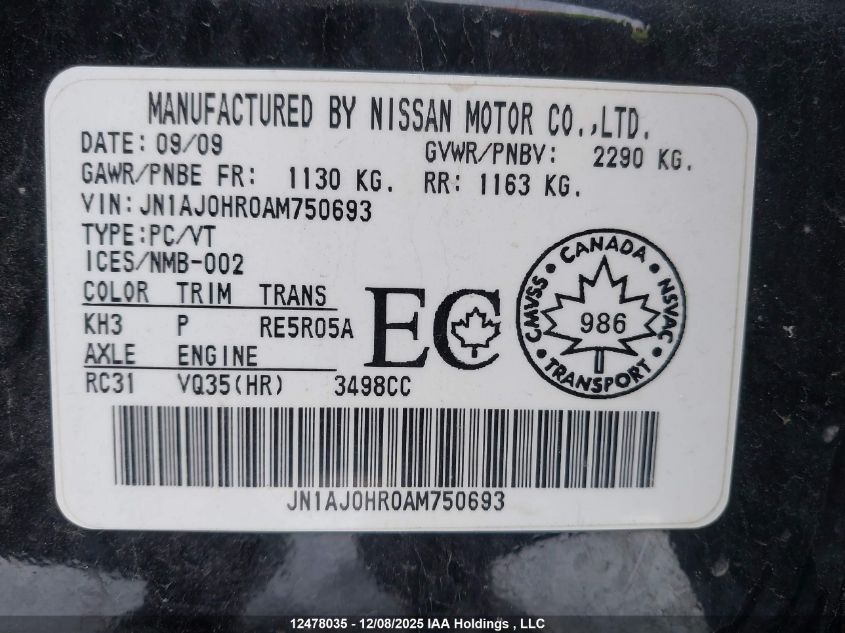 MANUFACTURED BY NISSAN MOTOR CO.,LTD.
DATE: 09/09 GVWR/PNBV: 2290 KG.
GAWR/PNBE FR: 1130 KG. RR: 1163 KG.
VIN: JN1AJ0HR0AM750693
TYPE:PC/VT
ICES/NMB-002
COLOR TRIM TRANS
KH3 P RE5R05A
AXLE ENGINE
RC31 VQ35(HR) 3498CC
EC
CANADA
CMVSS NSVAC
986
TRANSPORT
JN1AJ0HR0AM750693
12478035 - 12/08/2025 IAA Holdings , LLC